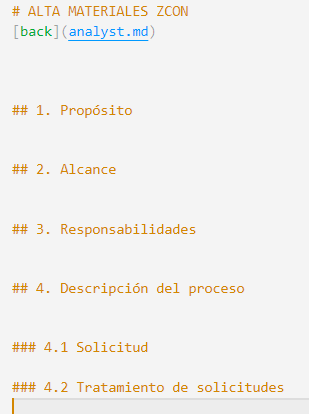 # ALTA MATERIALES ZCON
[back](analyst.md)
## 1. Propósito
## 2. Alcance
## 3. Responsabilidades
## 4. Descripción del proceso
### 4.1 Solicitud
### 4.2 Tratamiento de solicitudes